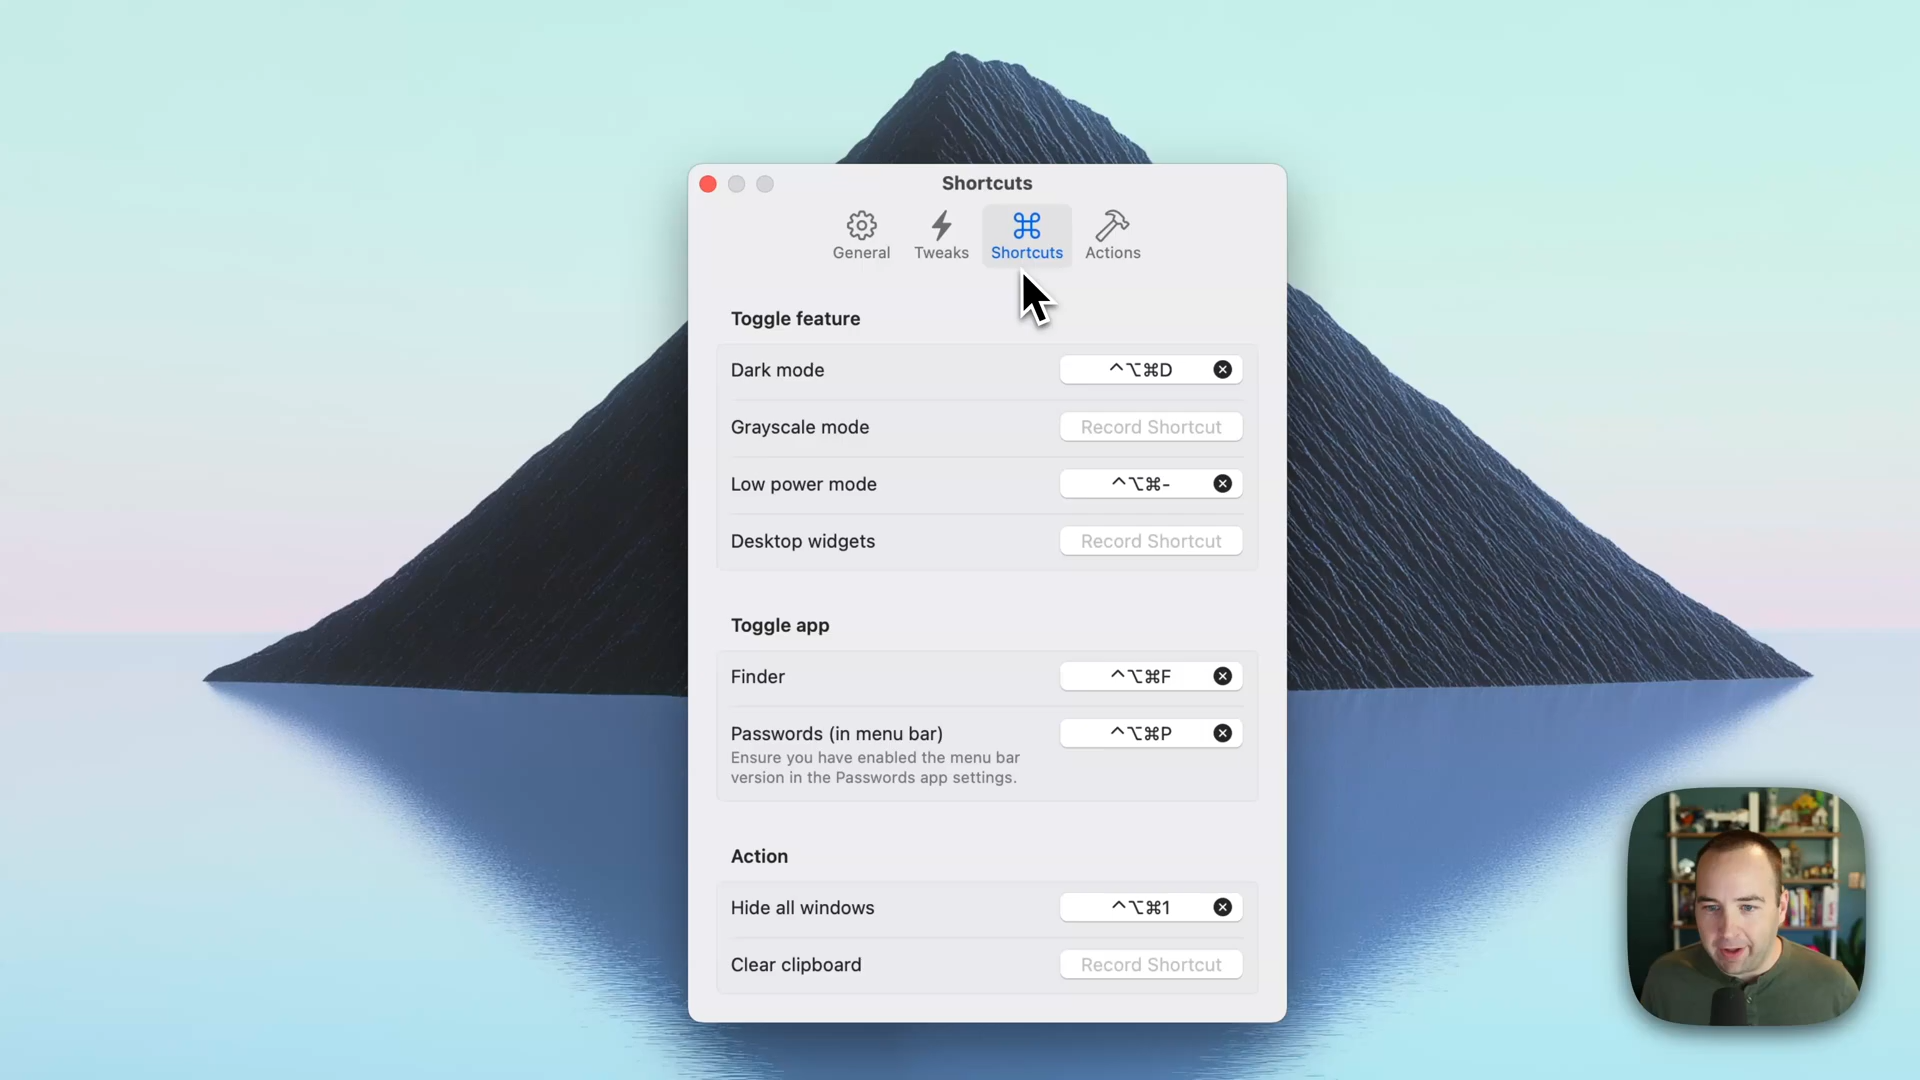 Shortcuts
General
Tweaks
Shortcuts
Actions
Toggle feature
Dark mode
^⌥⌘D
Grayscale mode
Record Shortcut
Low power mode
^⌥⌘-
Desktop widgets
Record Shortcut
Toggle app
Finder
^⌥⌘F
Passwords (in menu bar)
^⌥⌘P
Ensure you have enabled the menu bar
version in the Passwords app settings.
Action
Hide all windows
^⌥⌘1
Clear clipboard
Record Shortcut